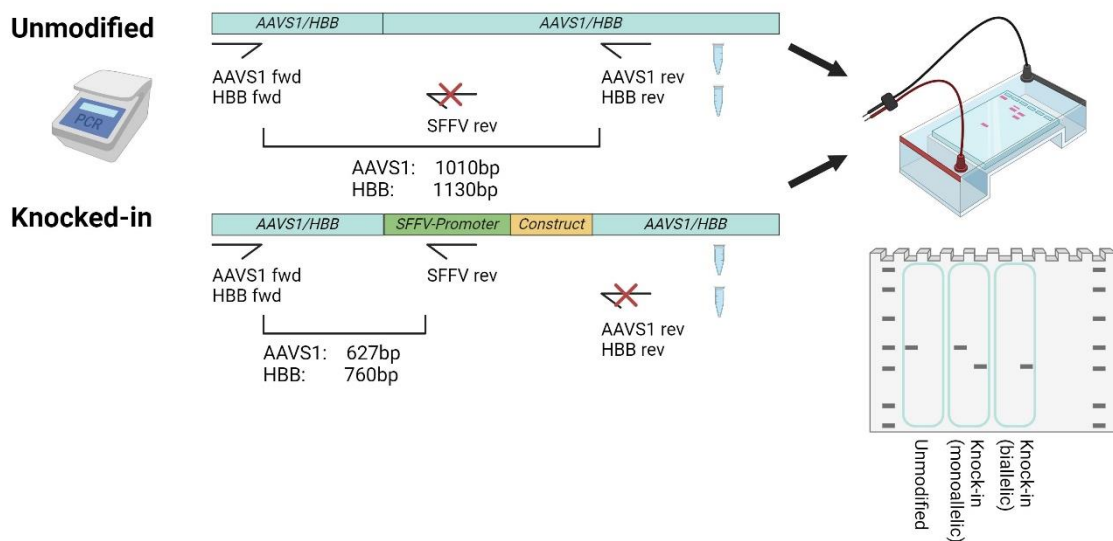 Unmodified
AAVS1/HBB
AAVS1/HBB
AAVS1 fwd
HBB fwd
SFFV rev
AAVS1 rev
HBB rev
PCR
AAVS1: 1010bp
HBB: 1130bp
Knocked-in
AAVS1/HBB
SFFV-Promoter
Construct
AAVS1/HBB
AAVS1 fwd
HBB fwd
SFFV rev
AAVS1 rev
HBB rev
AAVS1: 627bp
HBB: 760bp
Unmodified
Knock-in
(monoallelic)
Knock-in
(biallelic)